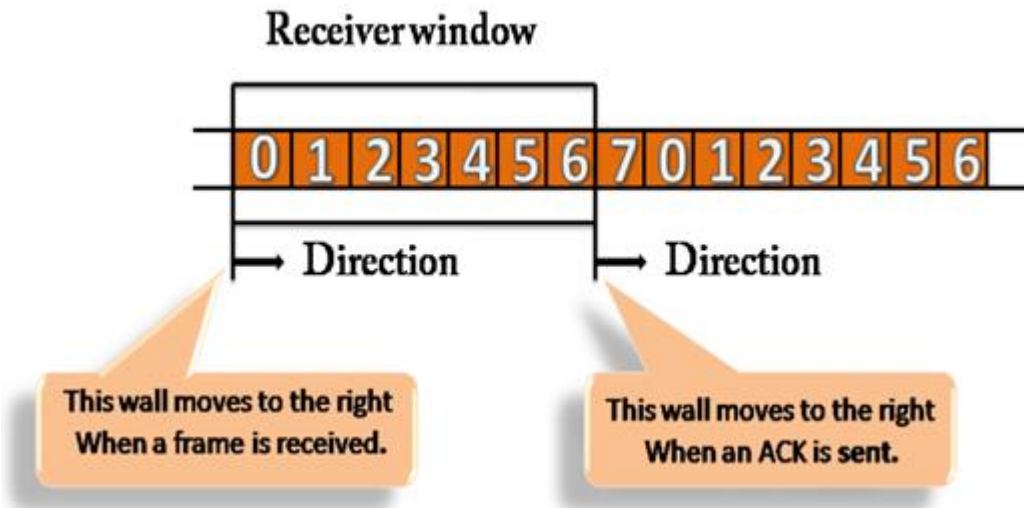 Receiver window
0 1 2 3 4 5 6 7 0 1 2 3 4 5 6
Direction Direction
This wall moves to the right
When a frame is received.
This wall moves to the right
When an ACK is sent.